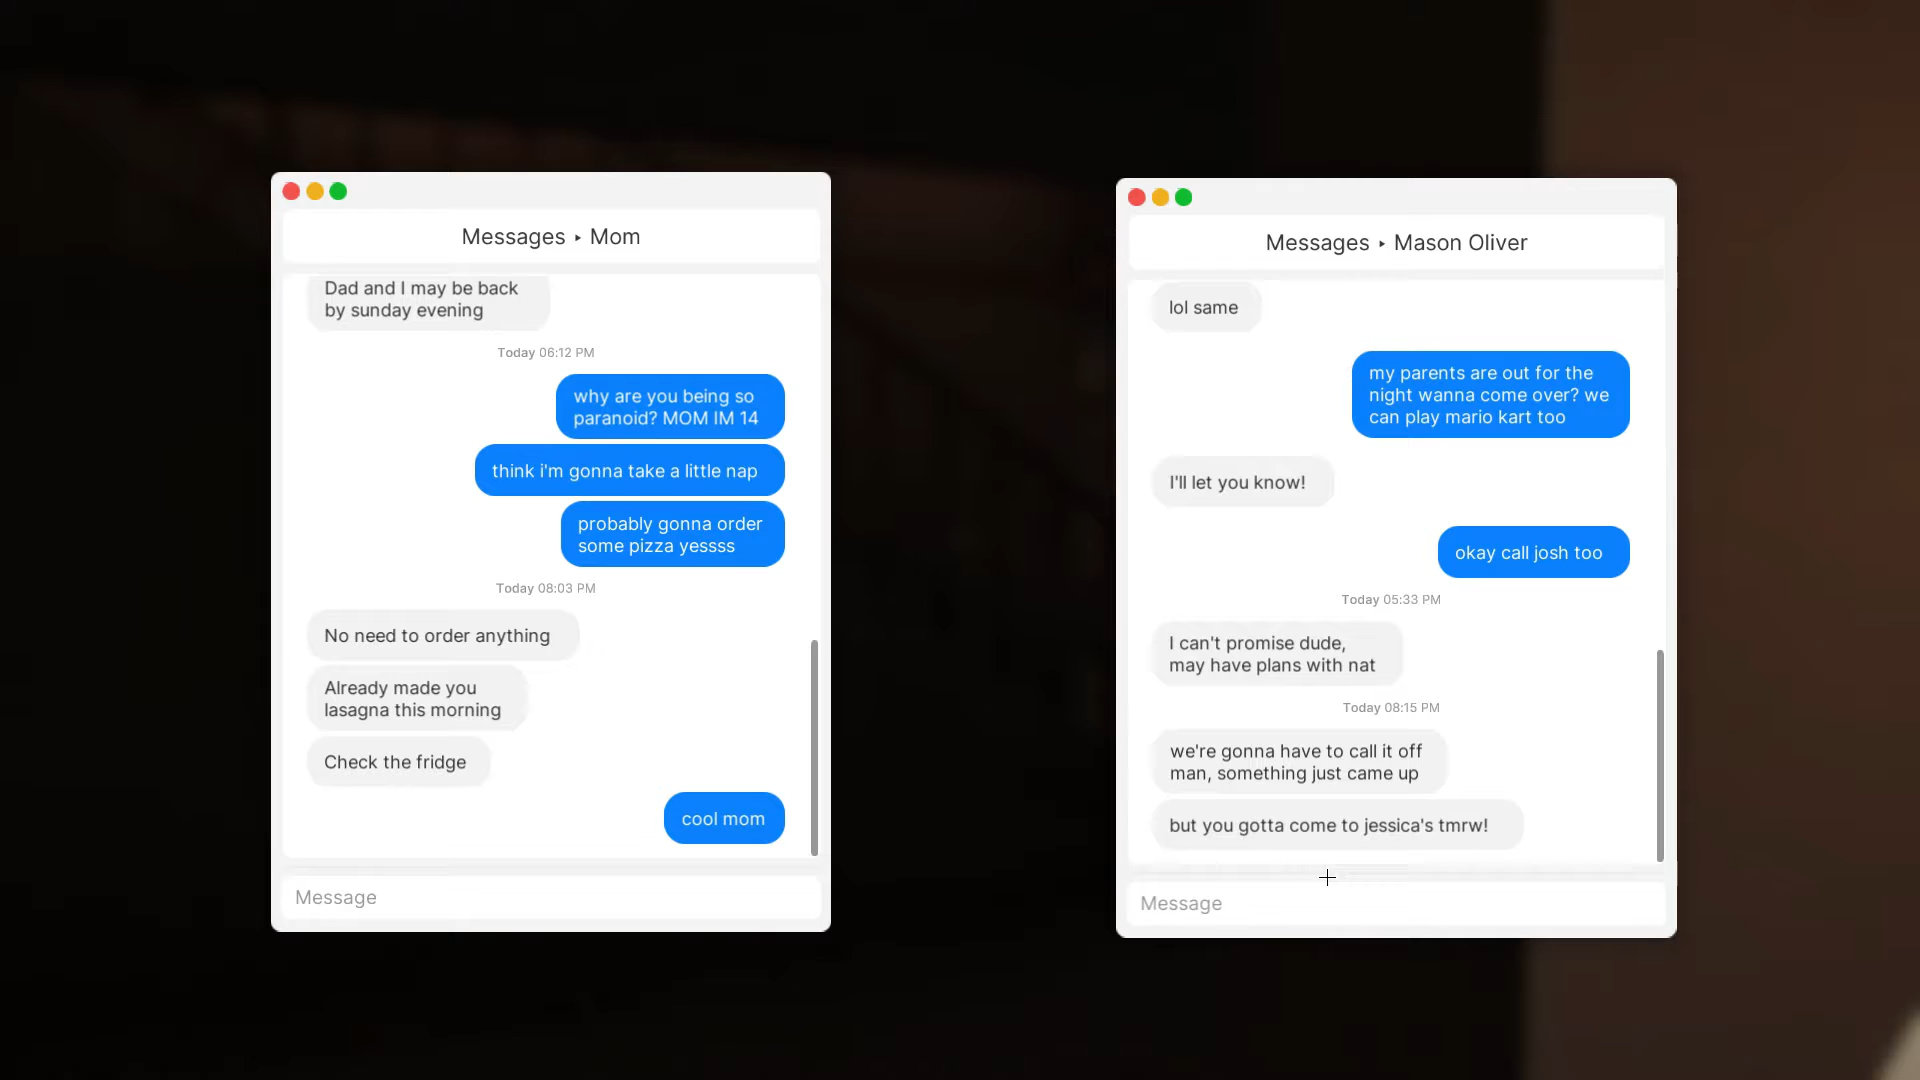 Messages ▸ Mom
Dad and I may be back
by sunday evening
Today 06:12 PM
why are you being so
paranoid? MOM IM 14
think i'm gonna take a little nap
probably gonna order
some pizza yessss
Today 08:03 PM
No need to order anything
Already made you
lasagna this morning
Check the fridge
cool mom
Message
Messages ▸ Mason Oliver
lol same
my parents are out for the
night wanna come over? we
can play mario kart too
I'll let you know!
okay call josh too
Today 05:33 PM
I can't promise dude,
may have plans with nat
Today 08:15 PM
we're gonna have to call it off
man, something just came up
but you gotta come to jessica's tmrw!
Message